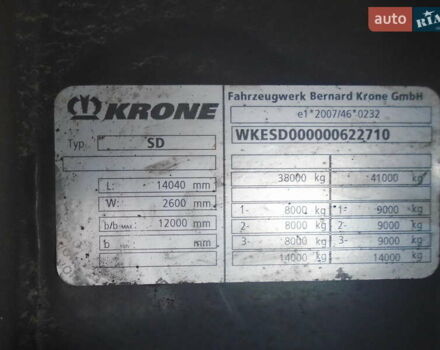 auto RIA
KRONE
Typ SD
L: 14040 mm
W: 2600 mm
b/b MAX 12000 mm
b mm
Fahrzeugwerk Bernard Krone GmbH
e1*2007/46*0232
WKESD000000622710
38000 kg 41000 kg
1- 8000 kg 1- 9000 kg
2- 8000 kg 2- 9000 kg
3- 8000 kg 3- 9000 kg
14000 kg - 14000 kg